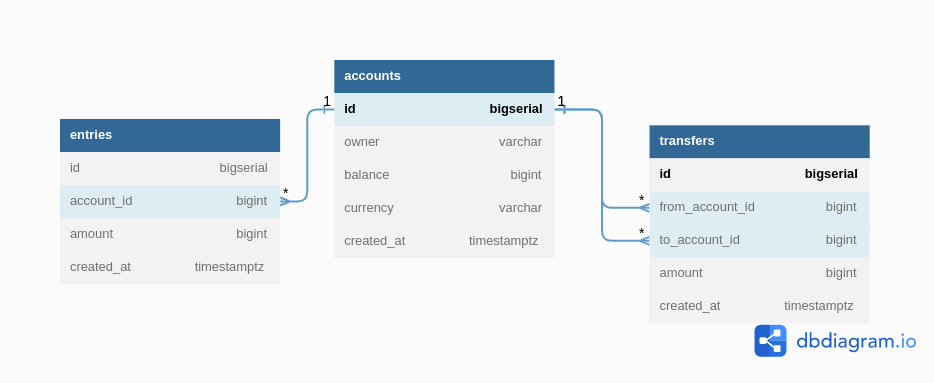 entries
id bigserial
account_id bigint
amount bigint
created_at timestamptz
*
1
accounts
id bigserial
owner varchar
balance bigint
currency varchar
created_at timestamptz
1
*
*
transfers
id bigserial
from_account_id bigint
to_account_id bigint
amount bigint
created_at timestamptz
dbdiagram.io